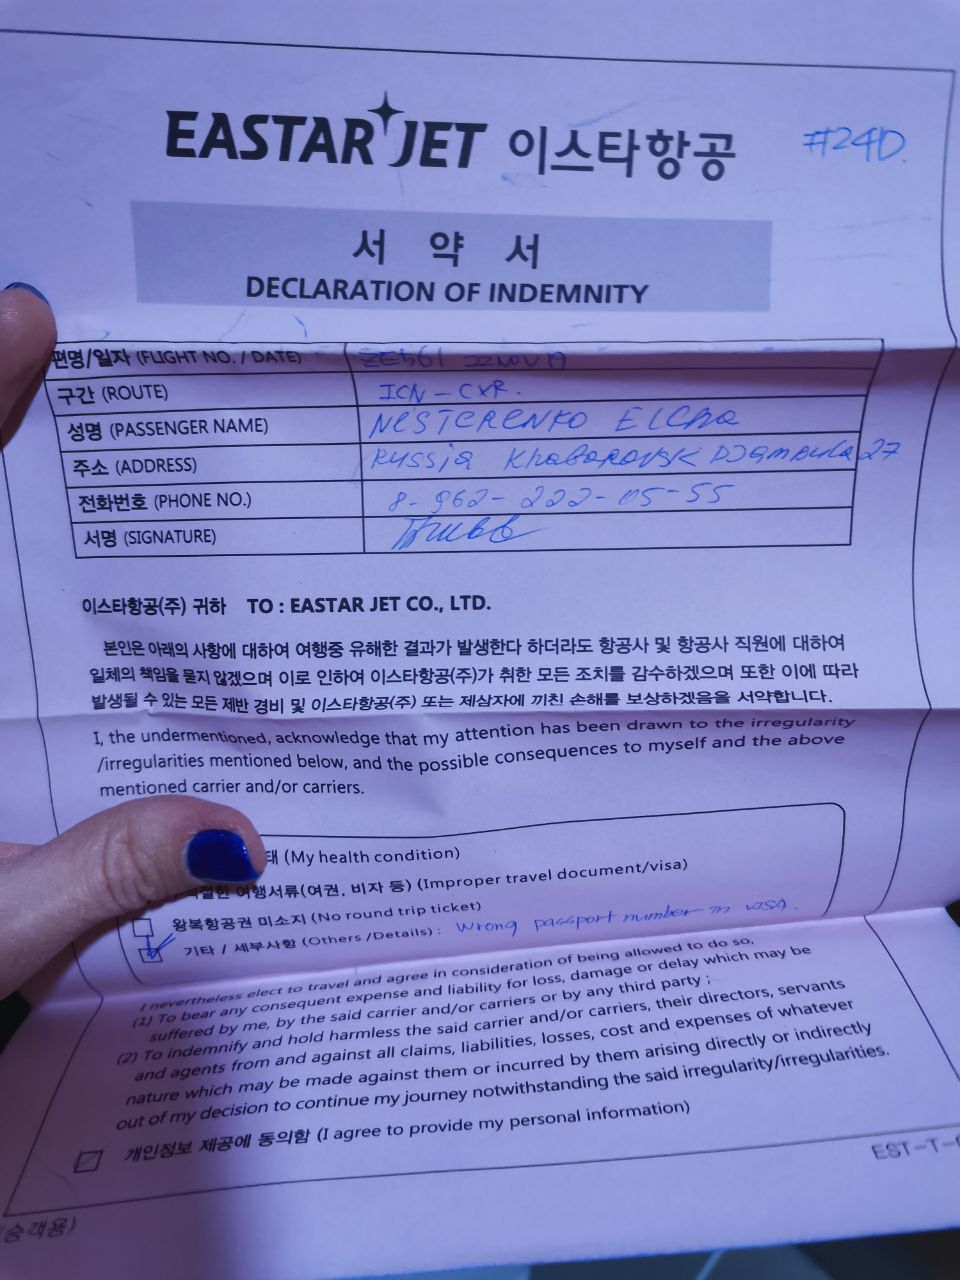 EASTAR JET 이스타항공 #24D
서 약 서
DECLARATION OF INDEMNITY
편명/일자 (FLIGHT NO. / DATE) ZE561 22NOV19
구간 (ROUTE) ICN-CXR.
성명 (PASSENGER NAME) NESTERENKO Elena
주소 (ADDRESS) Russia Khabarovsk DJambula 27
전화번호 (PHONE NO.) 8-962-222-05-55
서명 (SIGNATURE)
이스타항공(주) 귀하 TO : EASTAR JET CO., LTD.
본인은 아래의 사항에 대하여 여행중 유해한 결과가 발생한다 하더라도 항공사 및 항공사 직원에 대하여
일체의 책임을 묻지 않겠으며 이로 인하여 이스타항공(주)가 취한 모든 조치를 감수하겠으며 또한 이에 따라
발생될 수 있는 모든 제반 경비 및 이스타항공(주) 또는 제삼자에 끼친 손해를 보상하겠음을 서약합니다.
I, the undermentioned, acknowledge that my attention has been drawn to the irregularity
/irregularities mentioned below, and the possible consequences to myself and the above
mentioned carrier and/or carriers.
태 (My health condition)
절한 여행서류(여권, 비자 등) (Improper travel document/visa)
왕복항공권 미소지 (No round trip ticket)
기타 / 세부사항 (Others /Details) : Wrong passport number in visa.
I nevertheless elect to travel and agree in consideration of being allowed to do so,
(1) To bear any consequent expense and liability for loss, damage or delay which may be
suffered by me, by the said carrier and/or carriers or by any third party ;
(2) To indemnify and hold harmless the said carrier and/or carriers, their directors, servants
and agents from and against all claims, liabilities, losses, cost and expenses of whatever
nature which may be made against them or incurred by them arising directly or indirectly
out of my decision to continue my journey notwithstanding the said irregularity/irregularities.
개인정보 제공에 동의함 (I agree to provide my personal information)
EST-T-
(승객용)